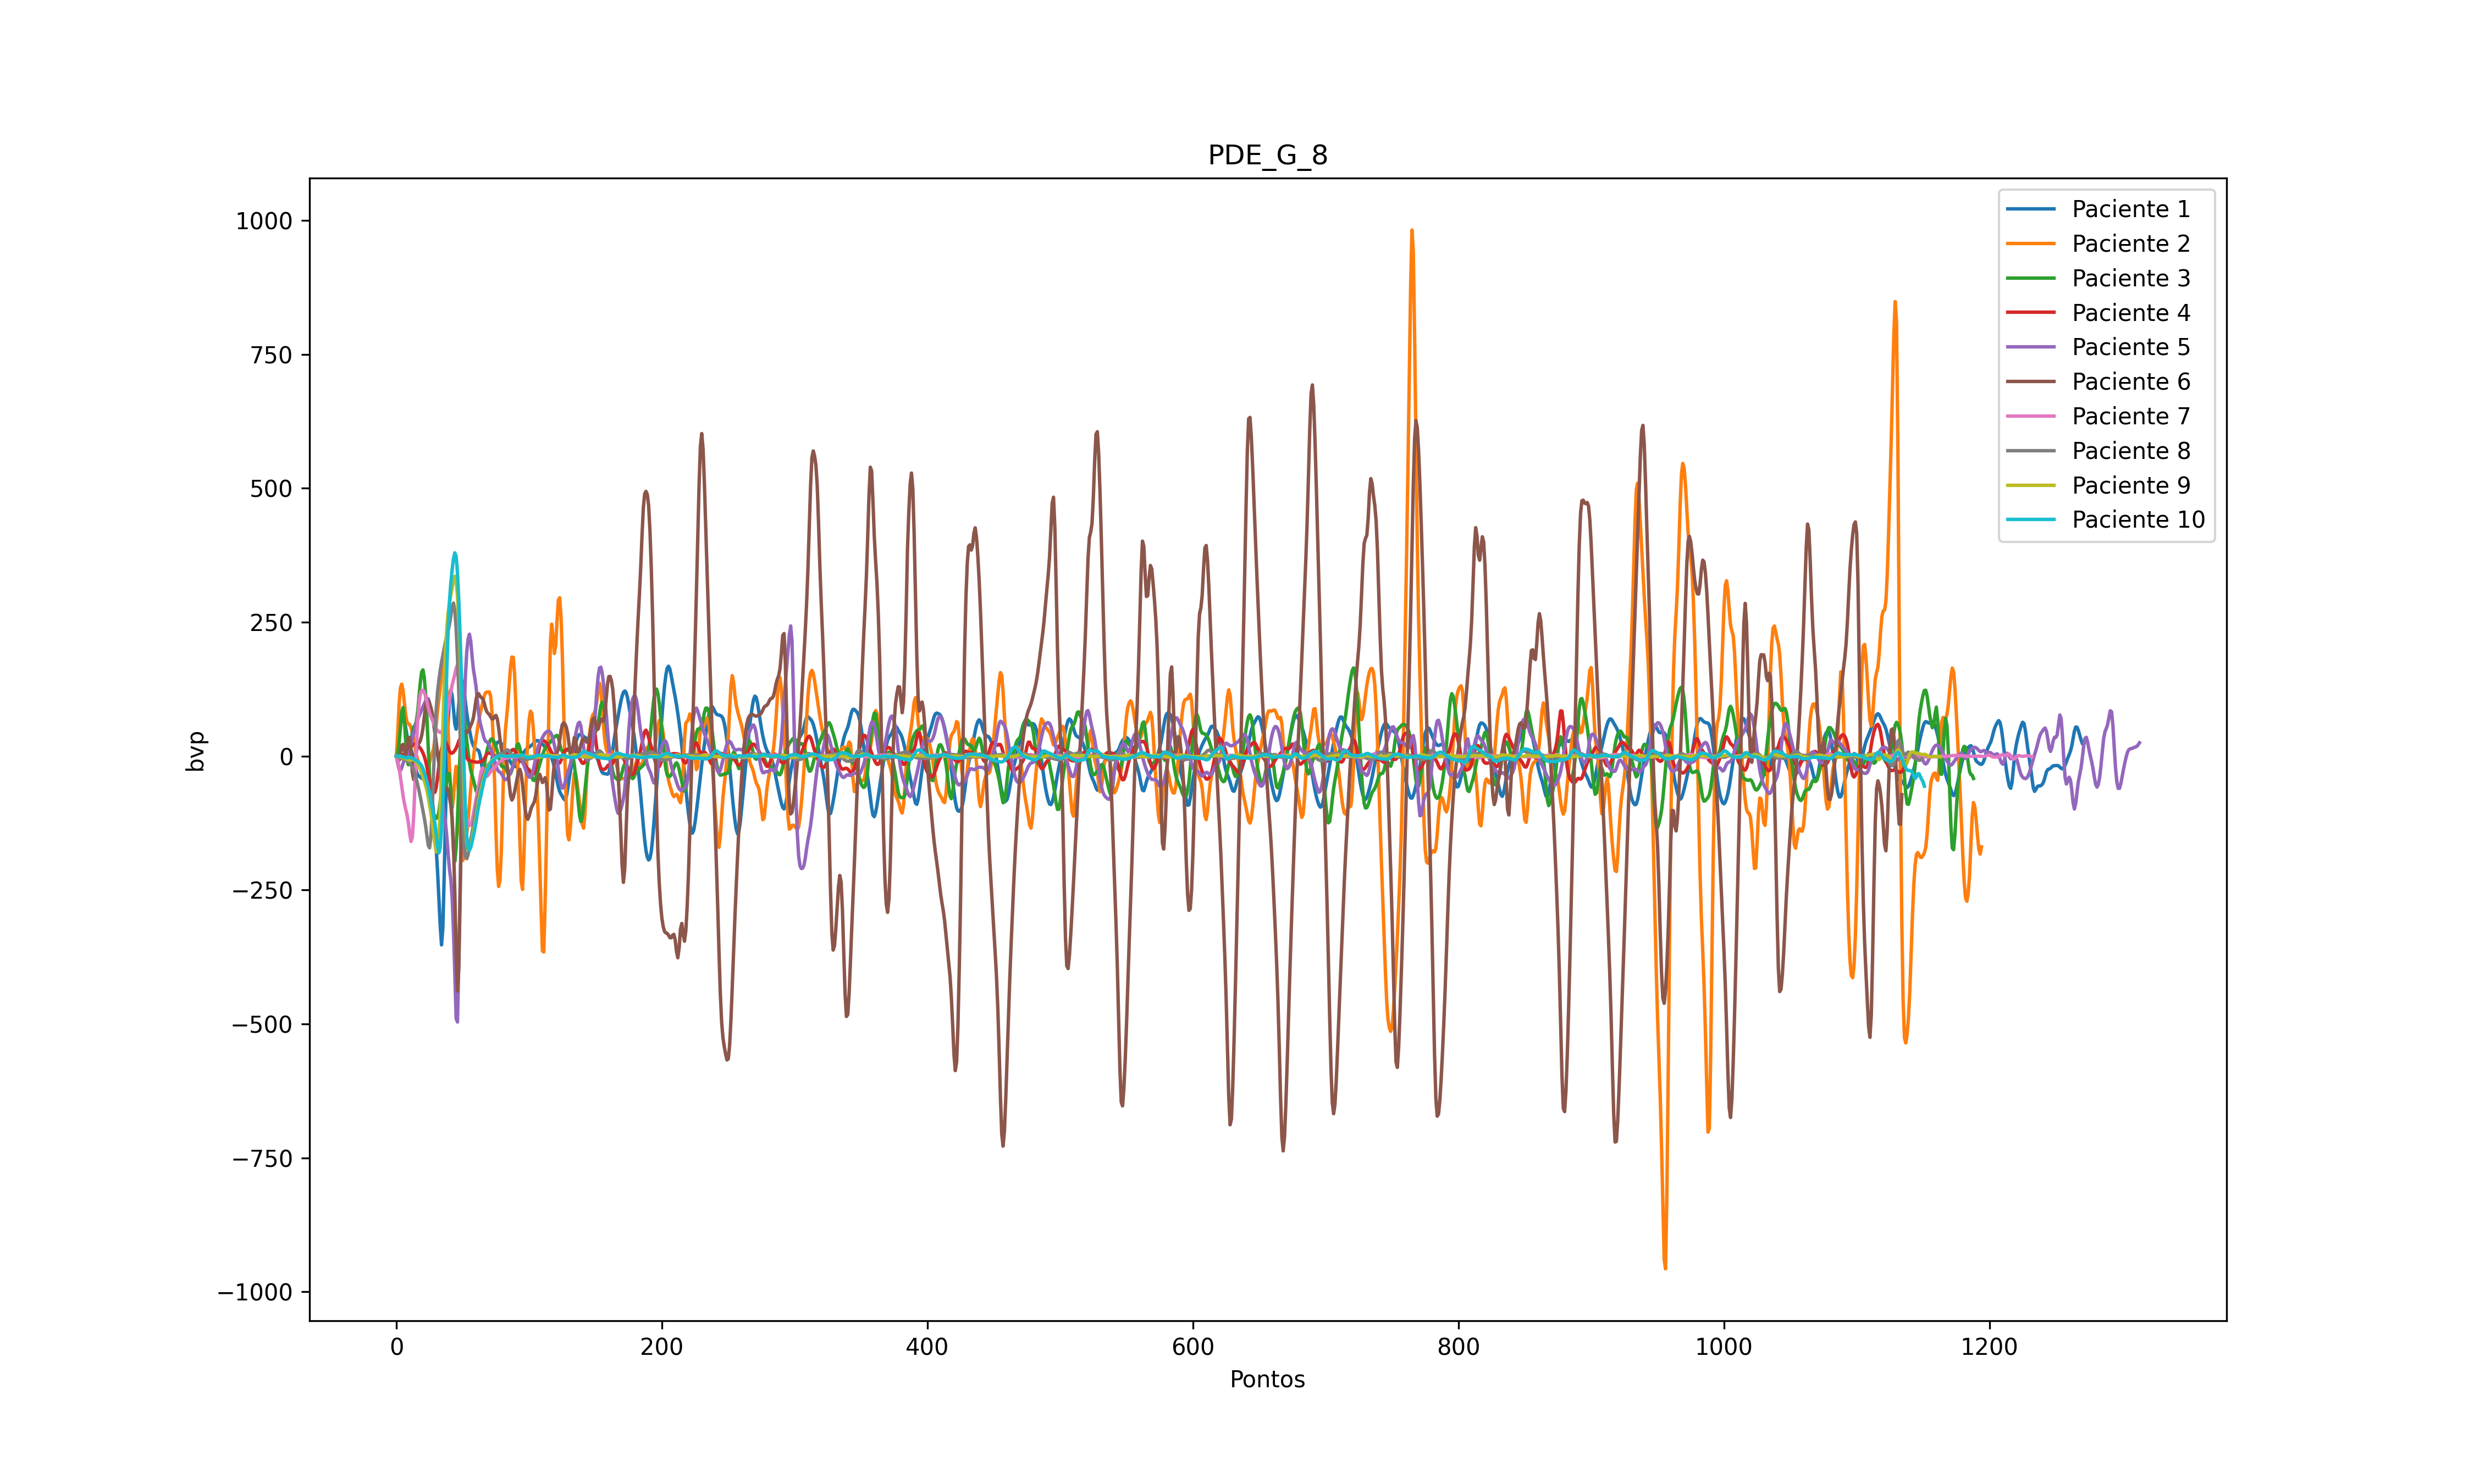 PDE_G_8
1000
750
500
250
0
−250
−500
−750
−1000
bvp
0 200 400 600 800 1000 1200
Pontos
Paciente 1
Paciente 2
Paciente 3
Paciente 4
Paciente 5
Paciente 6
Paciente 7
Paciente 8
Paciente 9
Paciente 10